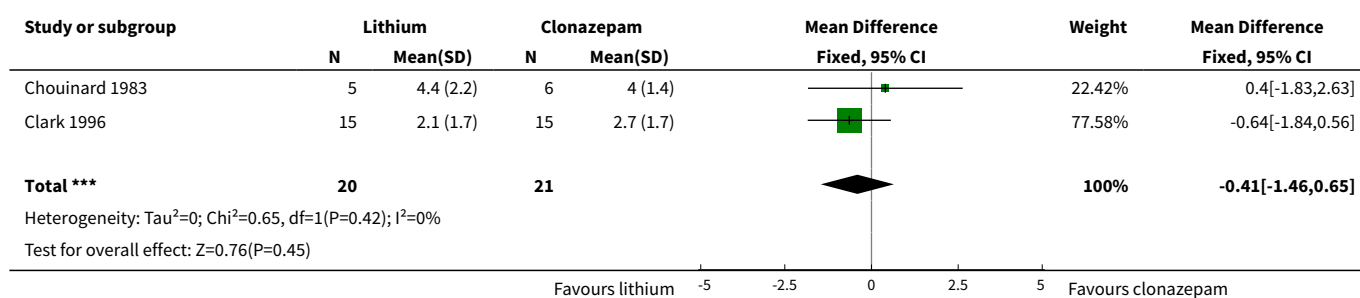 Study or subgroup Lithium Clonazepam Mean Difference Weight Mean Difference
N Mean(SD) N Mean(SD) Fixed, 95% CI Fixed, 95% CI
Chouinard 1983 5 4.4 (2.2) 6 4 (1.4) 22.42% 0.4[-1.83,2.63]
Clark 1996 15 2.1 (1.7) 15 2.7 (1.7) 77.58% -0.64[-1.84,0.56]
Total *** 20 21 100% -0.41[-1.46,0.65]
Heterogeneity: Tau²=0; Chi²=0.65, df=1(P=0.42); I²=0%
Test for overall effect: Z=0.76(P=0.45)
Favours lithium -5 -2.5 0 2.5 5 Favours clonazepam